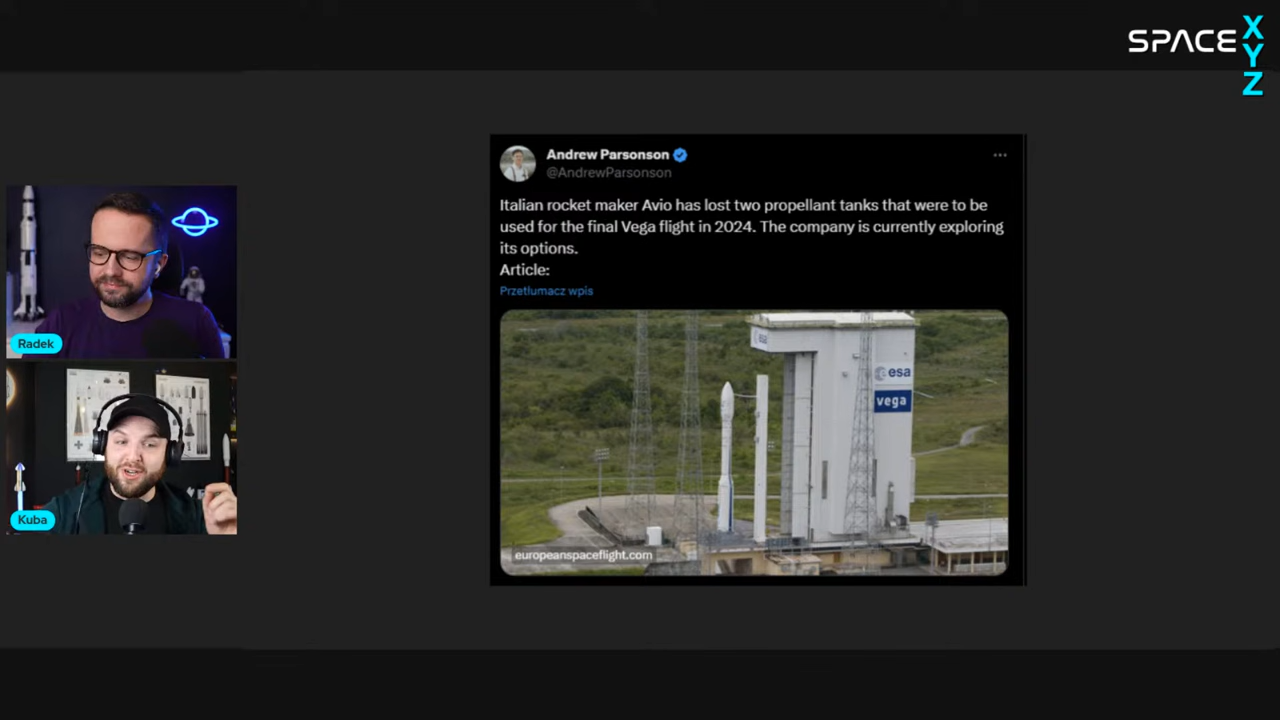 SPACE XYZ
Andrew Parsonson
@AndrewParsonson
Italian rocket maker Avio has lost two propellant tanks that were to be
used for the final Vega flight in 2024. The company is currently exploring
its options.
Article:
Przetłumacz wpis
esa
esa
vega
europeanspaceflight.com
Radek
Kuba